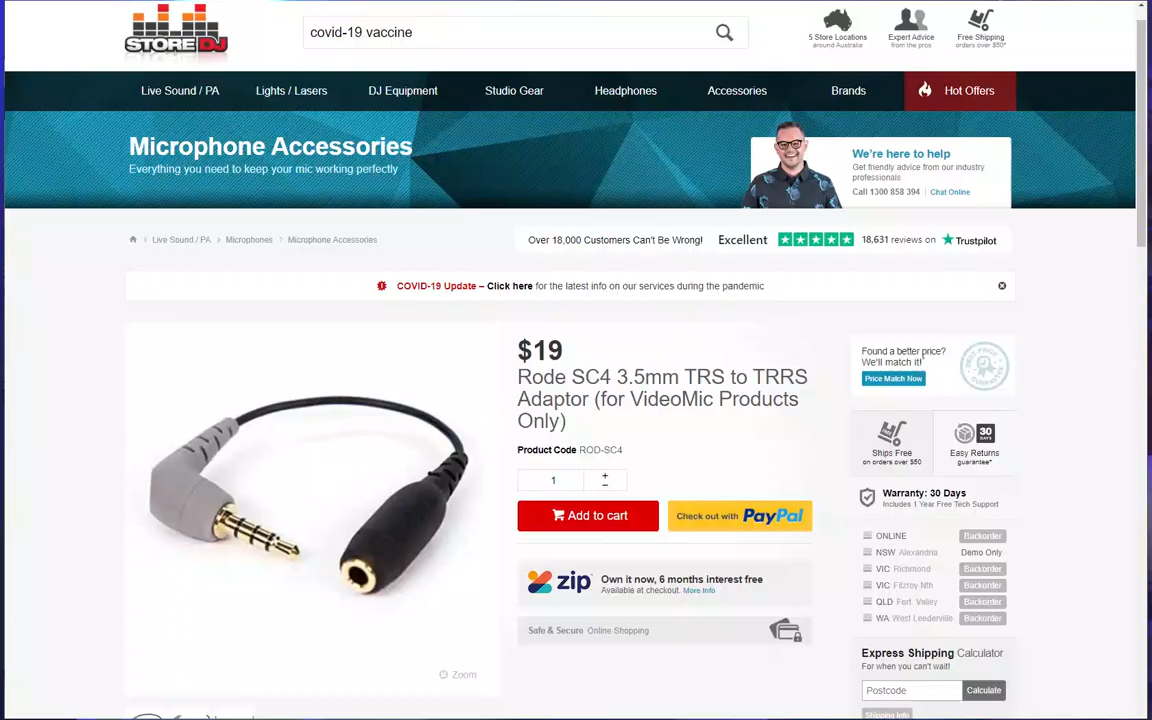 STORE DJ
covid-19 vaccine
5 Store Locations
around Australia
Expert Advice
from the pros
Free Shipping
orders over $50*
Live Sound / PA
Lights / Lasers
DJ Equipment
Studio Gear
Headphones
Accessories
Brands
Hot Offers
Microphone Accessories
Everything you need to keep your mic working perfectly
We're here to help
Get friendly advice from our industry
professionals
Call 1300 858 394 | Chat Online
Live Sound / PA
Microphones
Microphone Accessories
Over 18,000 Customers Can't Be Wrong!
Excellent
18,631 reviews on
Trustpilot
COVID-19 Update – Click here for the latest info on our services during the pandemic
$19
Rode SC4 3.5mm TRS to TRRS
Adaptor (for VideoMic Products
Only)
Product Code ROD-SC4
1
+
−
Add to cart
Check out with PayPal
zip
Own it now, 6 months interest free
Available at checkout. More Info
Safe & Secure Online Shopping
Zoom
Found a better price?
We'll match it!*
Price Match Now
Ships Free
on orders over $50
30
DAYS
Easy Returns
guarantee*
Warranty: 30 Days
Includes 1 Year Free Tech Support
ONLINE Backorder
NSW Alexandria Demo Only
VIC Richmond Backorder
VIC Fitzroy Nth Backorder
QLD Fort. Valley Backorder
WA West Leederville Backorder
Express Shipping Calculator
For when you can't wait!
Postcode
Calculate
Shipping Info